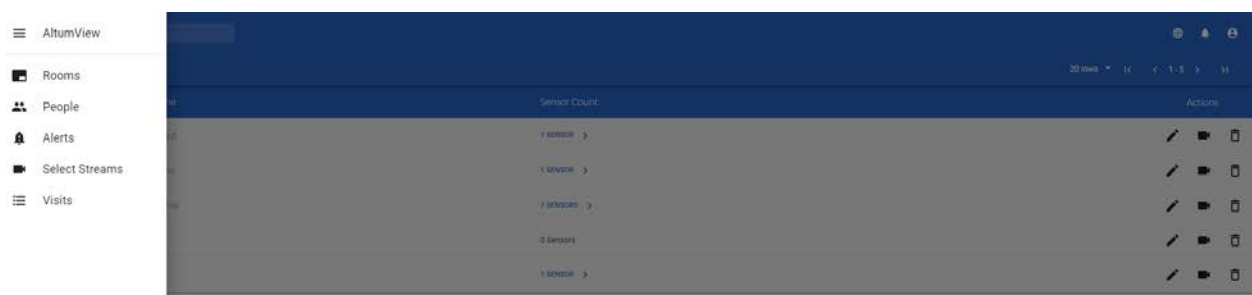 AltumView
20 rows 1-5
Rooms
People
Sensor Count Actions
Alerts
1 SENSOR
Select Streams
1 SENSOR
Visits
7 SENSORS
0 Sensors
1 SENSOR